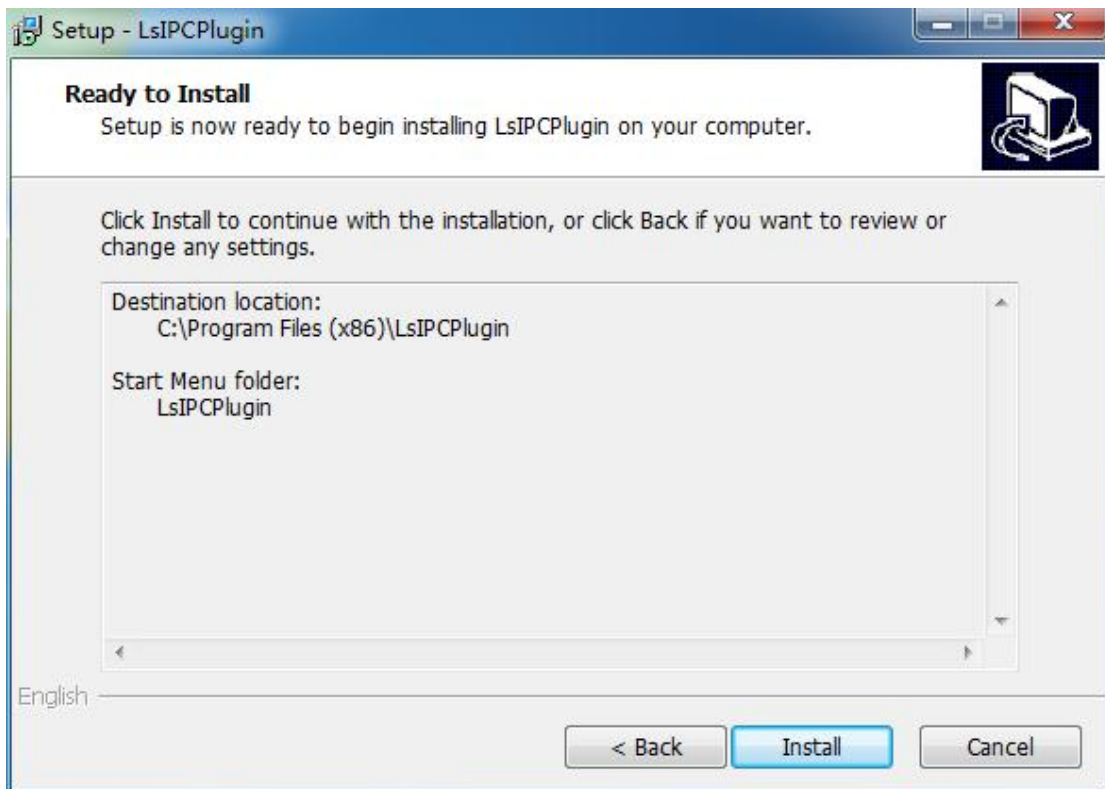 Setup - LsIPCPlugin
Ready to Install
Setup is now ready to begin installing LsIPCPlugin on your computer.
Click Install to continue with the installation, or click Back if you want to review or
change any settings.
Destination location:
C:\Program Files (x86)\LsIPCPlugin
Start Menu folder:
LsIPCPlugin
English
< Back Install Cancel